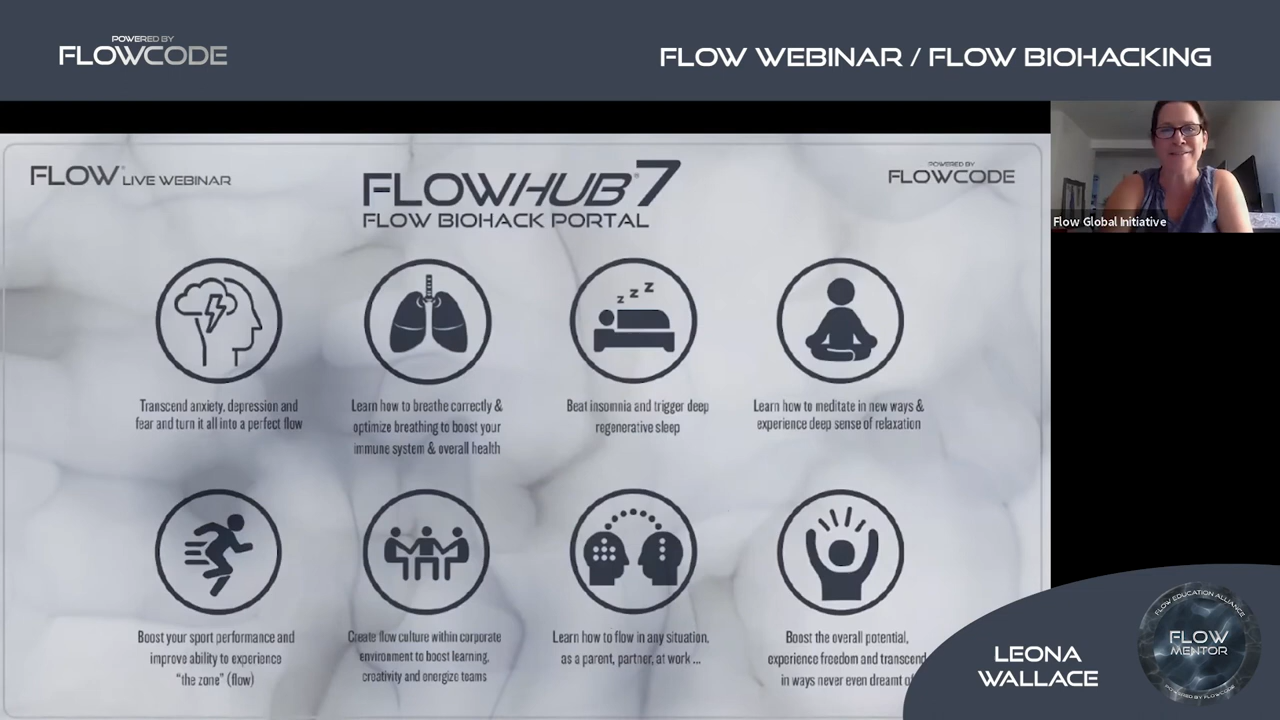 POWERED BY
FLOWCODE
FLOW WEBINAR / FLOW BIOHACKING
FLOW® LIVE WEBINAR
FLOWHUB®7
FLOW BIOHACK PORTAL
POWERED BY
FLOWCODE
Flow Global Initiative
z z z
Transcend anxiety, depression and
fear and turn it all into a perfect flow
Learn how to breathe correctly &
optimize breathing to boost your
immune system & overall health
Beat insomnia and trigger deep
regenerative sleep
Learn how to meditate in new ways &
experience deep sense of relaxation
Boost your sport performance and
improve ability to experience
“the zone” (flow)
Create flow culture within corporate
environment to boost learning,
creativity and energize teams
Learn how to flow in any situation,
as a parent, partner, at work ...
Boost the overall potential,
experience freedom and transcend
in ways never even dreamt of
LEONA
WALLACE
FLOW EDUCATION ALLIANCE
FLOW
MENTOR
POWERED BY FLOWCODE